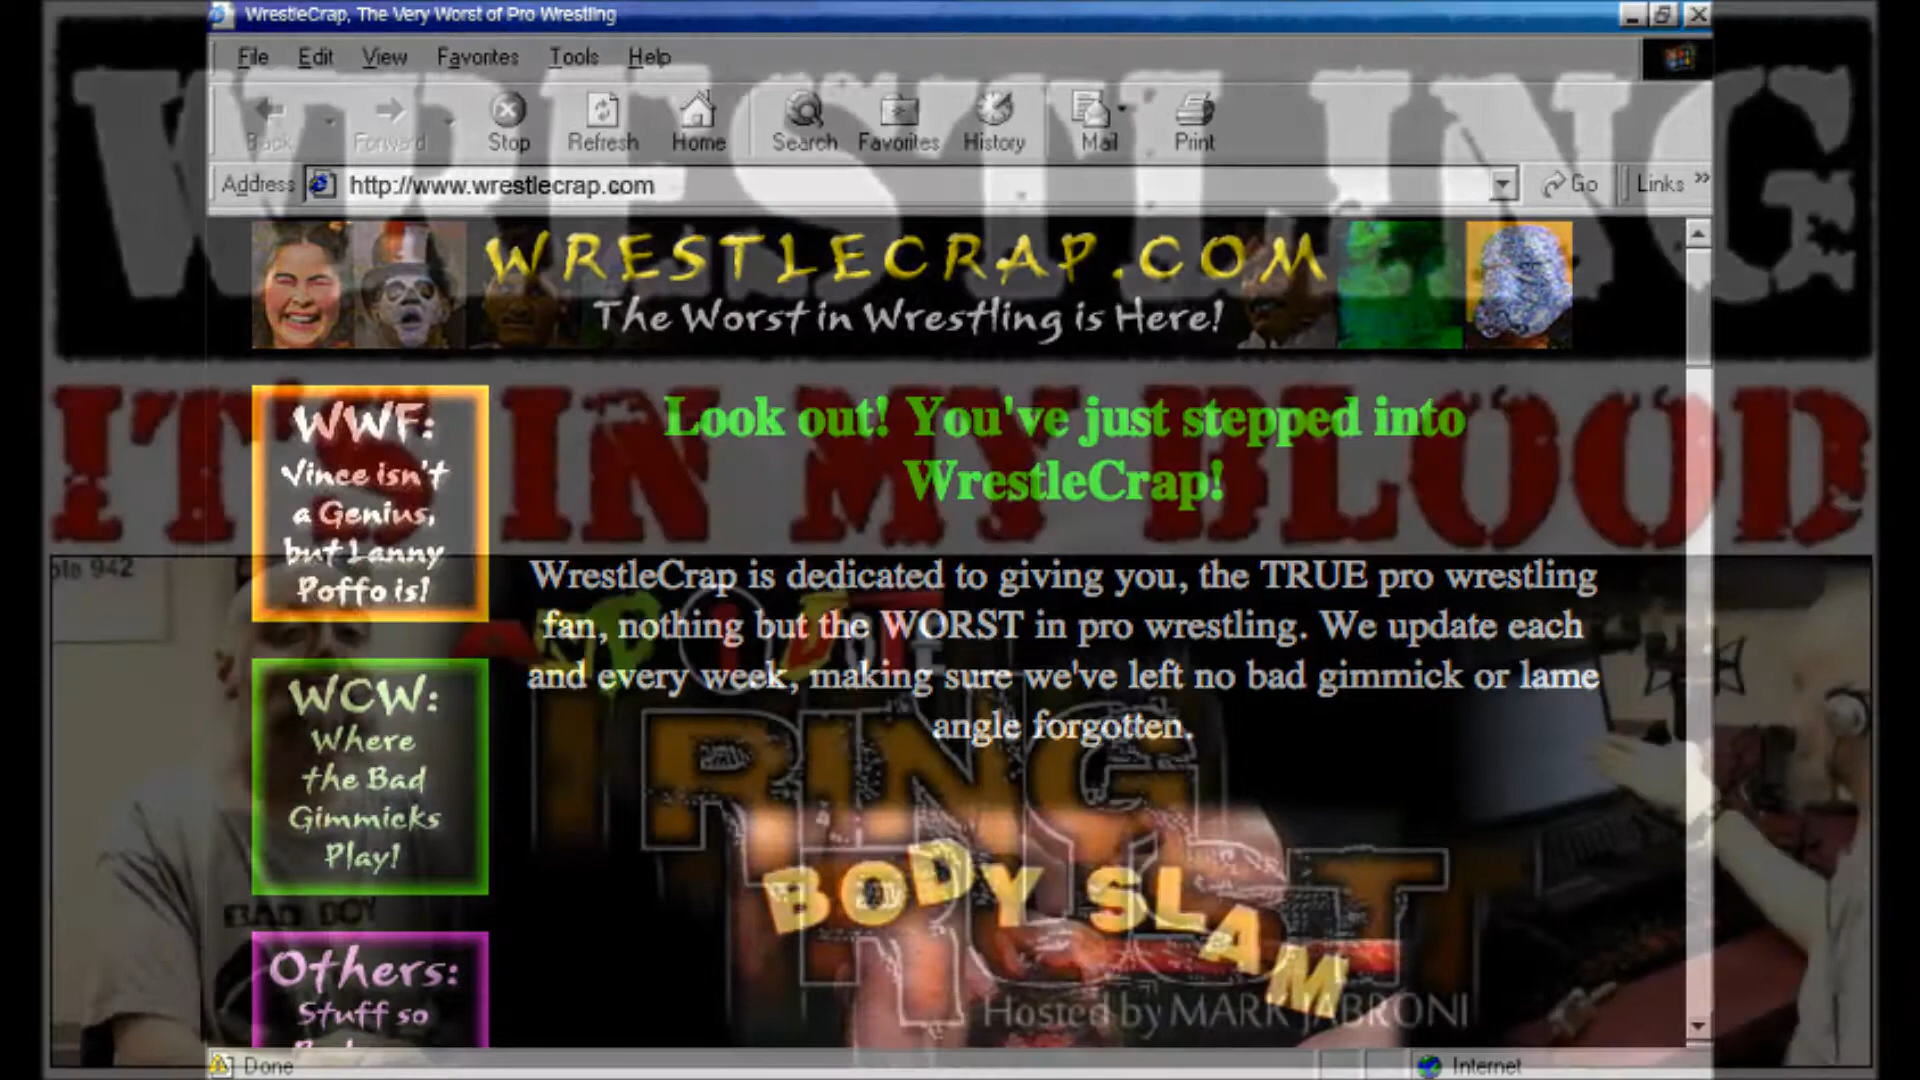 WrestleCrap, The Very Worst of Pro Wrestling
File Edit View Favorites Tools Help
WRESTLING
Back Forward Stop Refresh Home Search Favorites History Mail Print
Address http://www.wrestlecrap.com Go Links »
WRESTLECRAP.COM
The Worst in Wrestling is Here!
IT'S IN MY BLOOD
WWF:
Vince isn't
a Genius,
but Lanny
Poffo is!
Look out! You've just stepped into
WrestleCrap!
WrestleCrap is dedicated to giving you, the TRUE pro wrestling
fan, nothing but the WORST in pro wrestling. We update each
and every week, making sure we've left no bad gimmick or lame
angle forgotten.
WCW:
Where
the Bad
Gimmicks
Play!
RING
BODY SLAM
BAD BOY
Hosted by MARK JABRONI
Others:
Stuff so
Done Internet